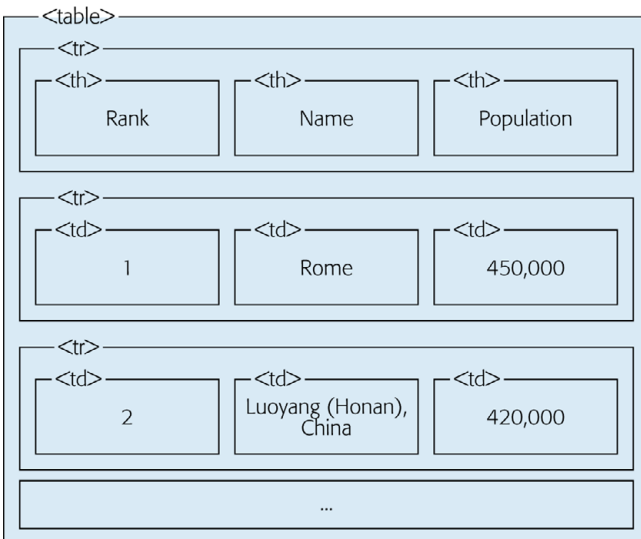 <table>
<tr>
<th> <th> <th>
Rank Name Population
<tr>
<td> <td> <td>
1 Rome 450,000
<tr>
<td> <td> <td>
2 Luoyang (Honan), China 420,000
...